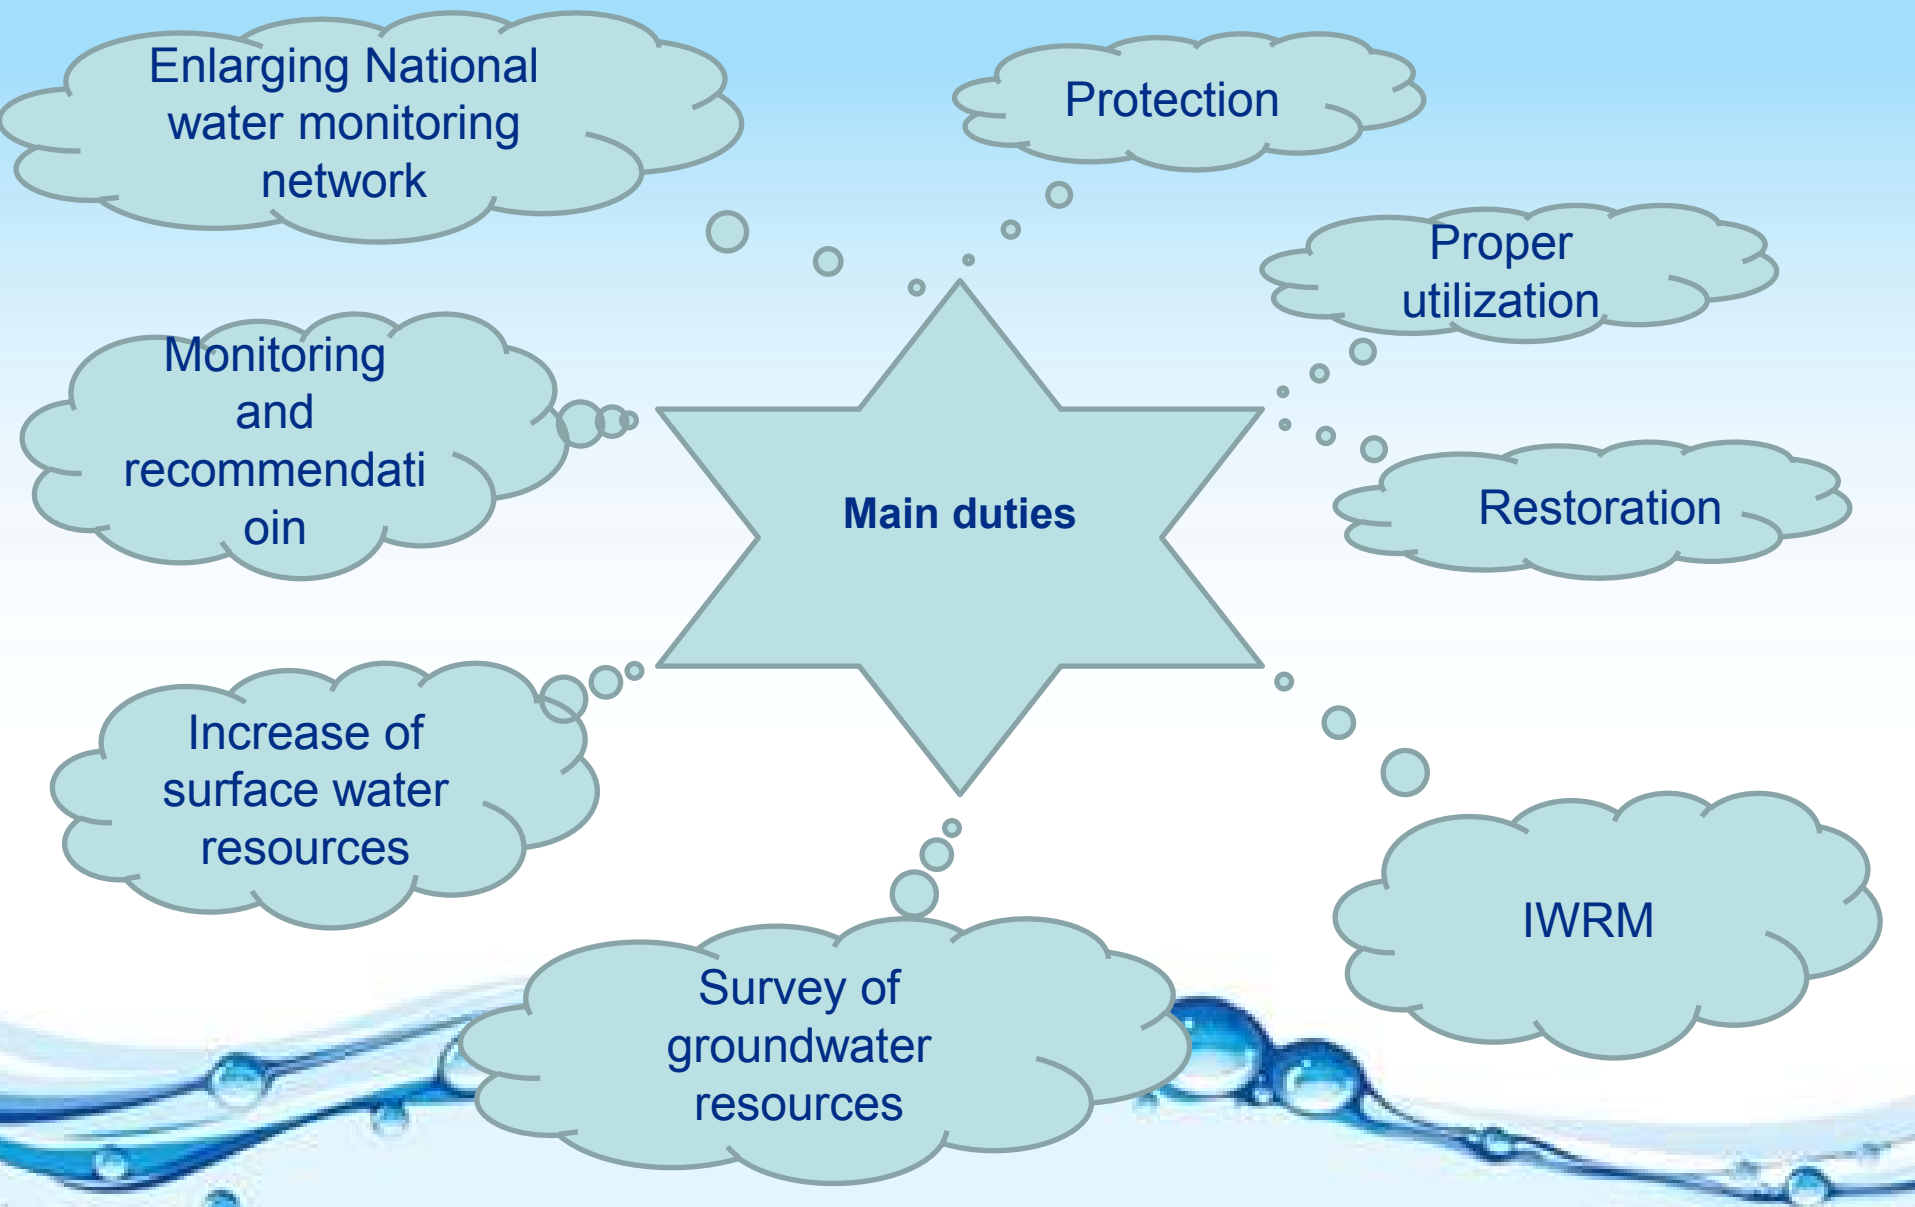 Enlarging National
water monitoring
network
Protection
Proper
utilization
Monitoring
and
recommendati
oin
Restoration
Main duties
Increase of
surface water
resources
IWRM
Survey of
groundwater
resources